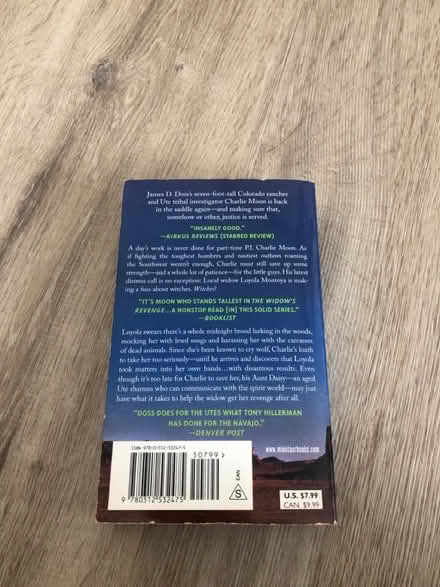 James D. Doss's seven-foot-tall Colorado rancher
and Ute tribal investigator Charlie Moon is back
in the saddle again—and making sure that,
somehow or other, justice is served.
"INSANELY GOOD."
—KIRKUS REVIEWS (STARRED REVIEW)
A day's work is never done for part-time P.I. Charlie Moon. As
if fighting the toughest hombres and nastiest outlaws roaming
the Southwest weren't enough, Charlie must still save up some
strength—and a whole lot of patience—for the little guys. His latest
distress call is no exception: Local widow Loyola Montoya is mak-
ing a fuss about witches. Witches?
"IT'S MOON WHO STANDS TALLEST IN THE WIDOW'S
REVENGE...A NONSTOP READ [IN] THIS SOLID SERIES."
—BOOKLIST
Loyola swears there's a whole midnight brood lurking in the woods,
mocking her with lewd songs and harassing her with the carcasses
of dead animals. Since she's been known to cry wolf, Charlie's loath
to take her too seriously—until he arrives and discovers that Loyola
took matters into her own hands...with disastrous results. Even
though it's too late for Charlie to save her, his Aunt Daisy—an aged
Ute shaman who can communicate with the spirit world—may just
have what it takes to help the widow get her revenge after all.
"DOSS DOES FOR THE UTES WHAT TONY HILLERMAN
HAS DONE FOR THE NAVAJO."
—DENVER POST
www.minotaurbooks.com
ISBN 978-0-312-53247-5
50799>
9 780312 532475
S
EAN
U.S. $7.99
CAN. $9.99